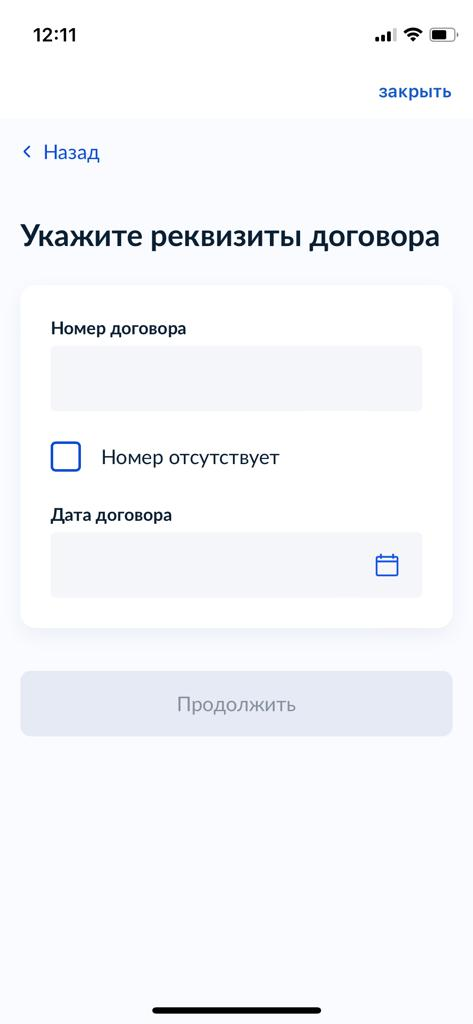 12:11
закрыть
Назад
Укажите реквизиты договора
Номер договора
Номер отсутствует
Дата договора
Продолжить